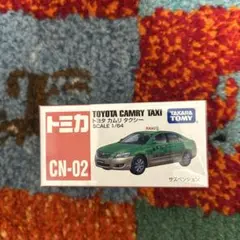 トミカ
CN-02
TOYOTA CAMRY TAXI
トヨタ カムリ タクシー
SCALE 1/64
TAKARA
TOMY
サスペンション